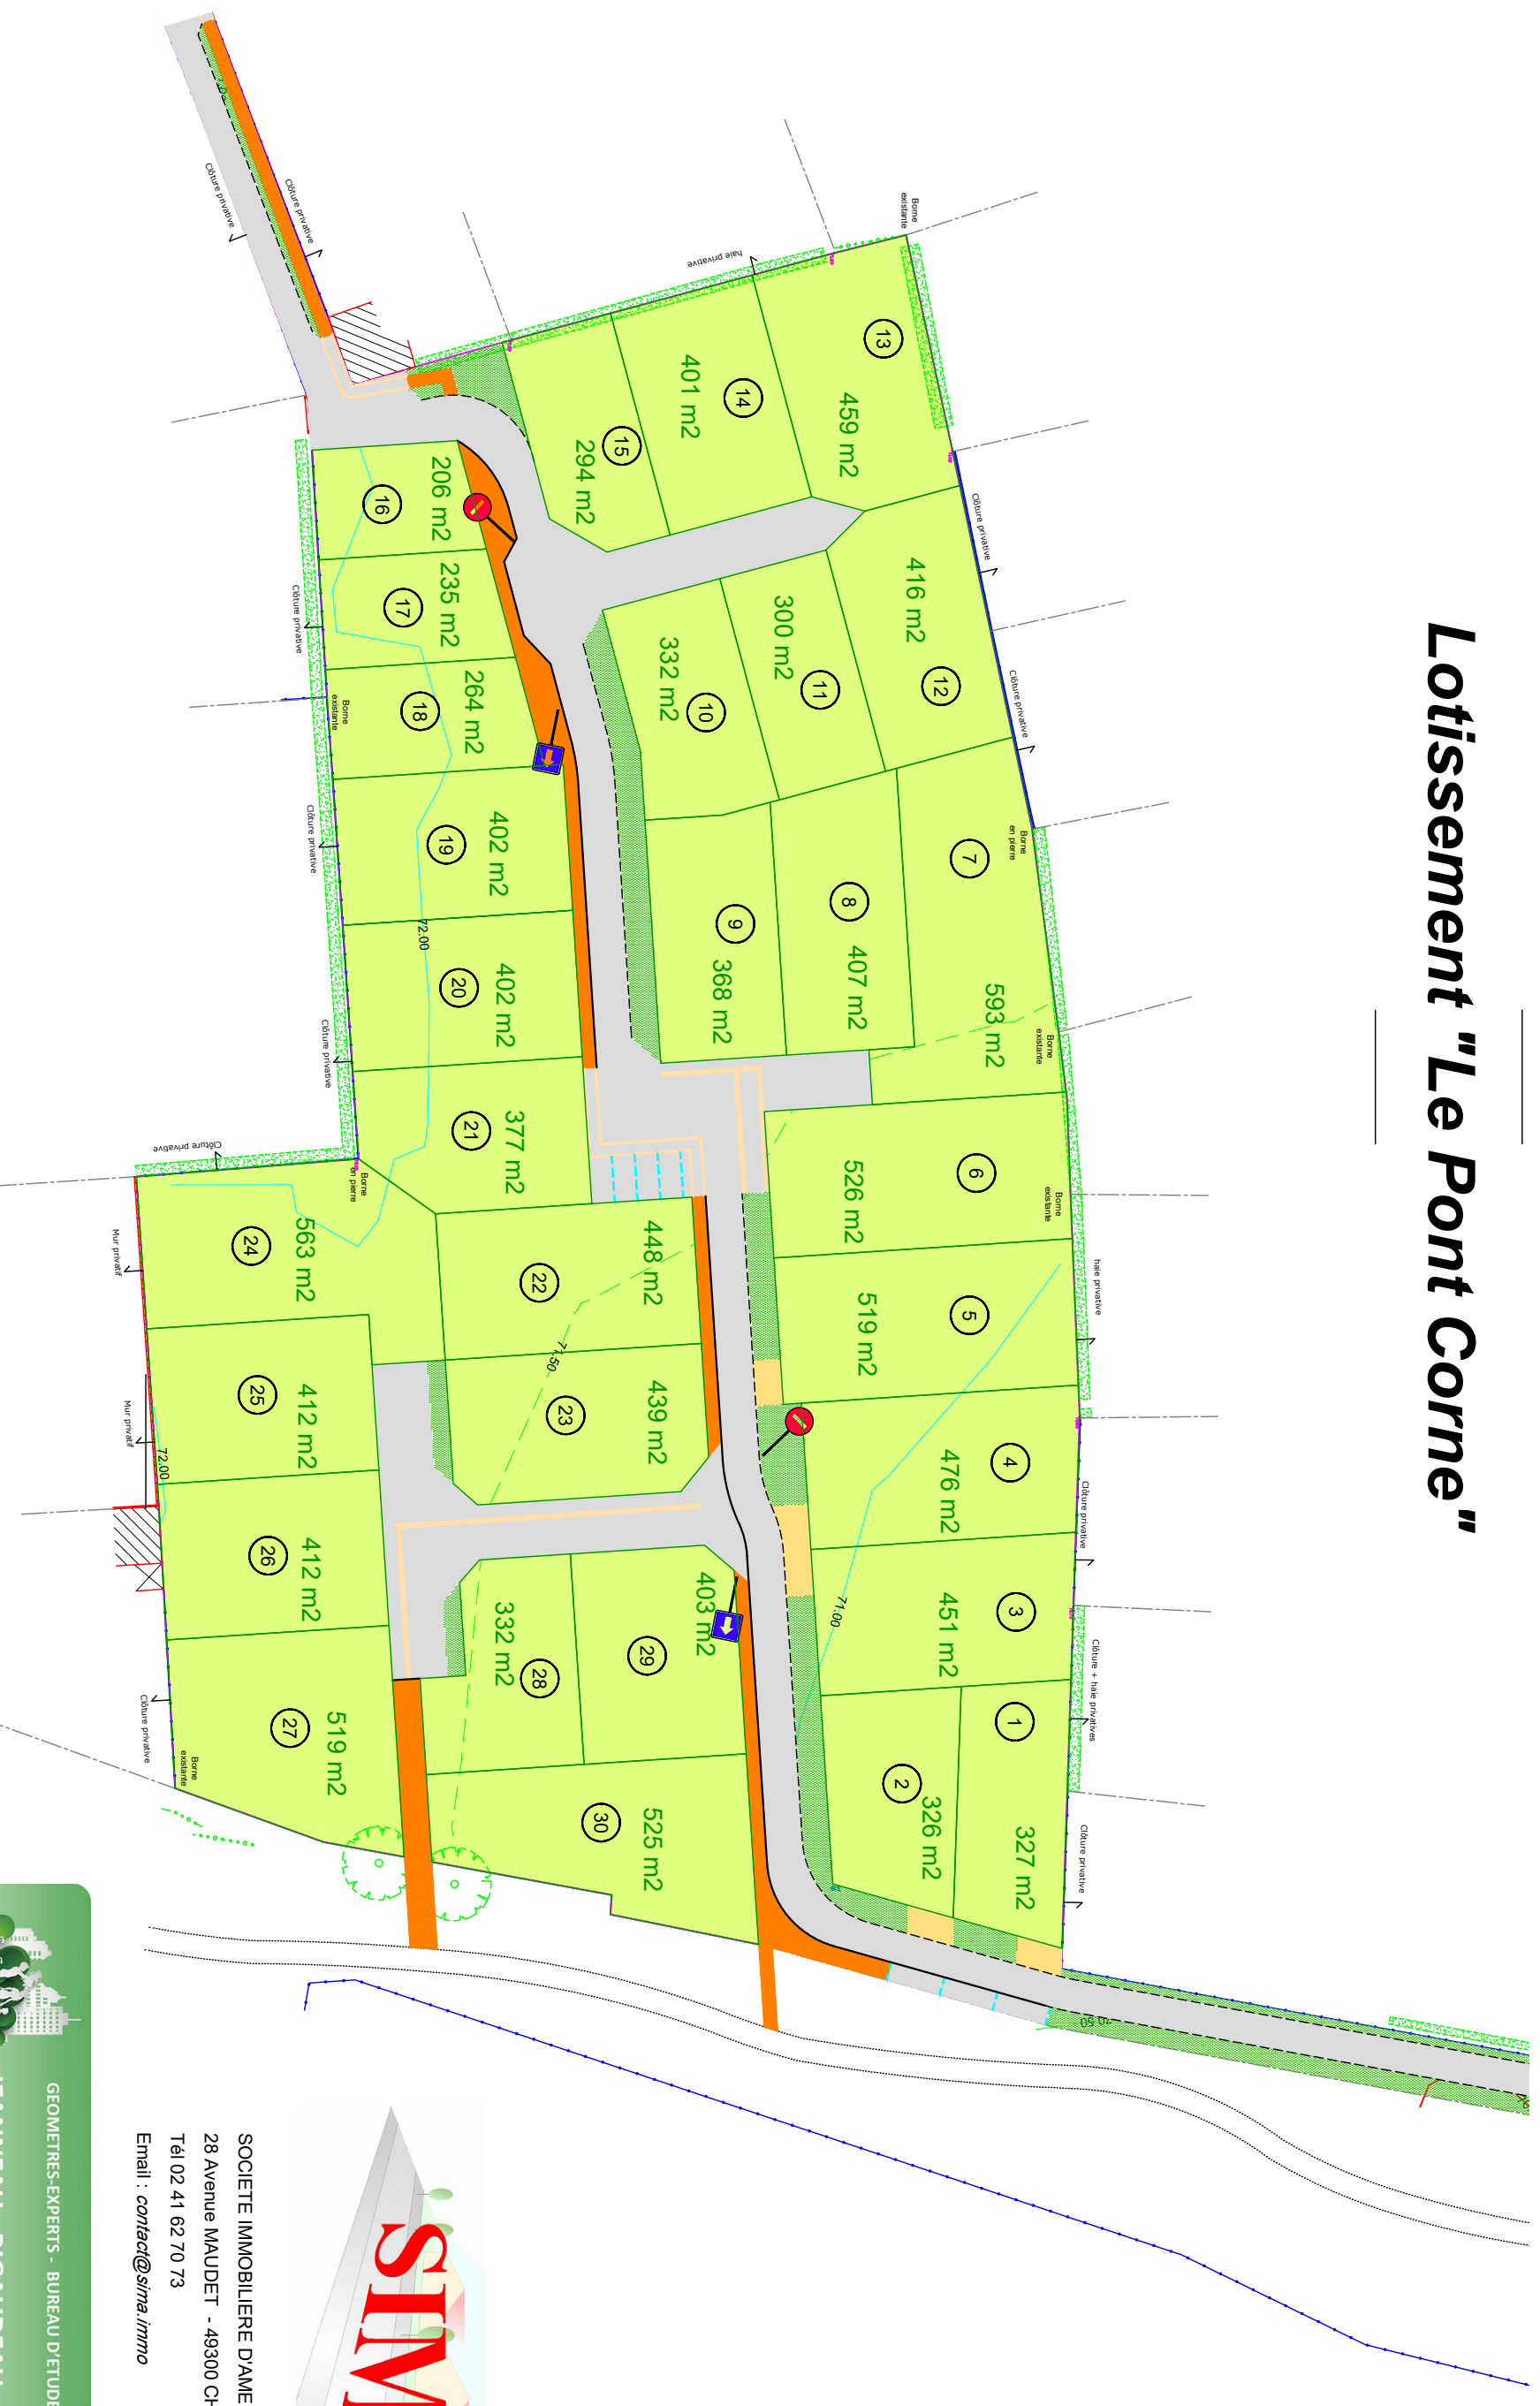 Lotissement "Le Pont Corne"
Borne
existante
haie privative
Clôture privative
Clôture privative
13
459 m2
14
401 m2
15
294 m2
Clôture privative
416 m2
12
Clôture privative
300 m2
11
332 m2
10
206 m2
16
235 m2
17
264 m2
18
Clôture privative
Borne
existante
Borne
en pierre
7
593 m2
8
407 m2
9
368 m2
402 m2
19
Clôture privative
72.00
402 m2
20
Clôture privative
377 m2
21
Borne
existante
Borne
existante
6
526 m2
haie privative
5
519 m2
Clôture privative
Borne
en pierre
448 m2
22
563 m2
24
Mur privatif
71.50
439 m2
23
412 m2
25
Mur privatif
72.00
4
476 m2
Clôture privative
3
451 m2
71.00
Clôture + haie privatives
1
327 m2
2
326 m2
Clôture privative
412 m2
26
403 m2
29
332 m2
28
519 m2
27
Clôture privative
Borne
existante
525 m2
30
70.50
SIM
SOCIETE IMMOBILIERE D'AME
28 Avenue MAUDET - 49300 CH
Tél 02 41 62 70 73
Email : contact@sima.immo
GEOMETRES-EXPERTS - BUREAU D'ETUDE